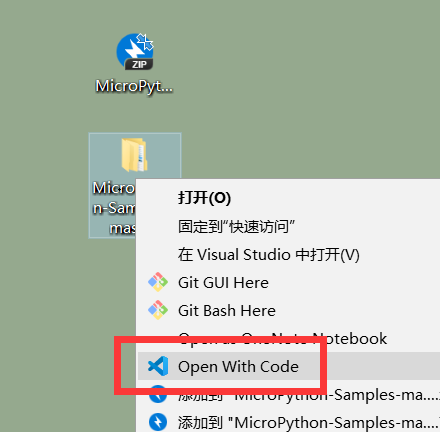 ZIP
MicroPyt...
Micro
n-Sam
mas
打开(O)
固定到"快速访问"
在 Visual Studio 中打开(V)
Git GUI Here
Git Bash Here
Open as OneNote Notebook
Open With Code
添加到 "MicroPython-Samples-ma....
添加到 "MicroPython-Samples-ma....